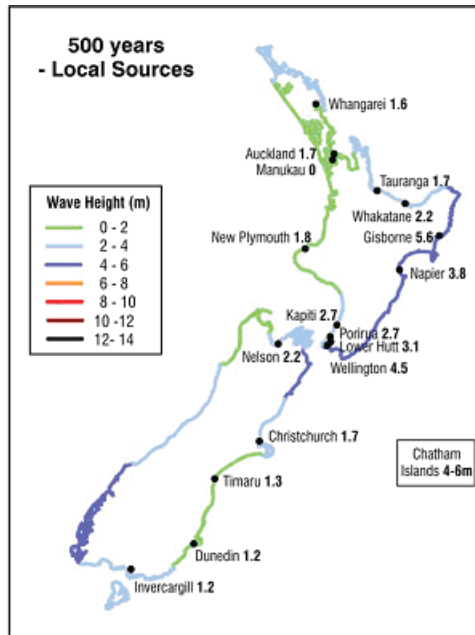 500 years
- Local Sources
Whangarei 1.6
Auckland 1.7
Manukau 0
Tauranga 1.7
Whakatane 2.2
Gisborne 5.6
New Plymouth 1.8
Napier 3.8
Wave Height (m)
0 - 2
2 - 4
4 - 6
6 - 8
8 - 10
10 -12
12- 14
Kapiti 2.7
Porirua 2.7
Lower Hutt 3.1
Nelson 2.2
Wellington 4.5
Christchurch 1.7
Chatham
Islands 4-6m
Timaru 1.3
Dunedin 1.2
Invercargill 1.2